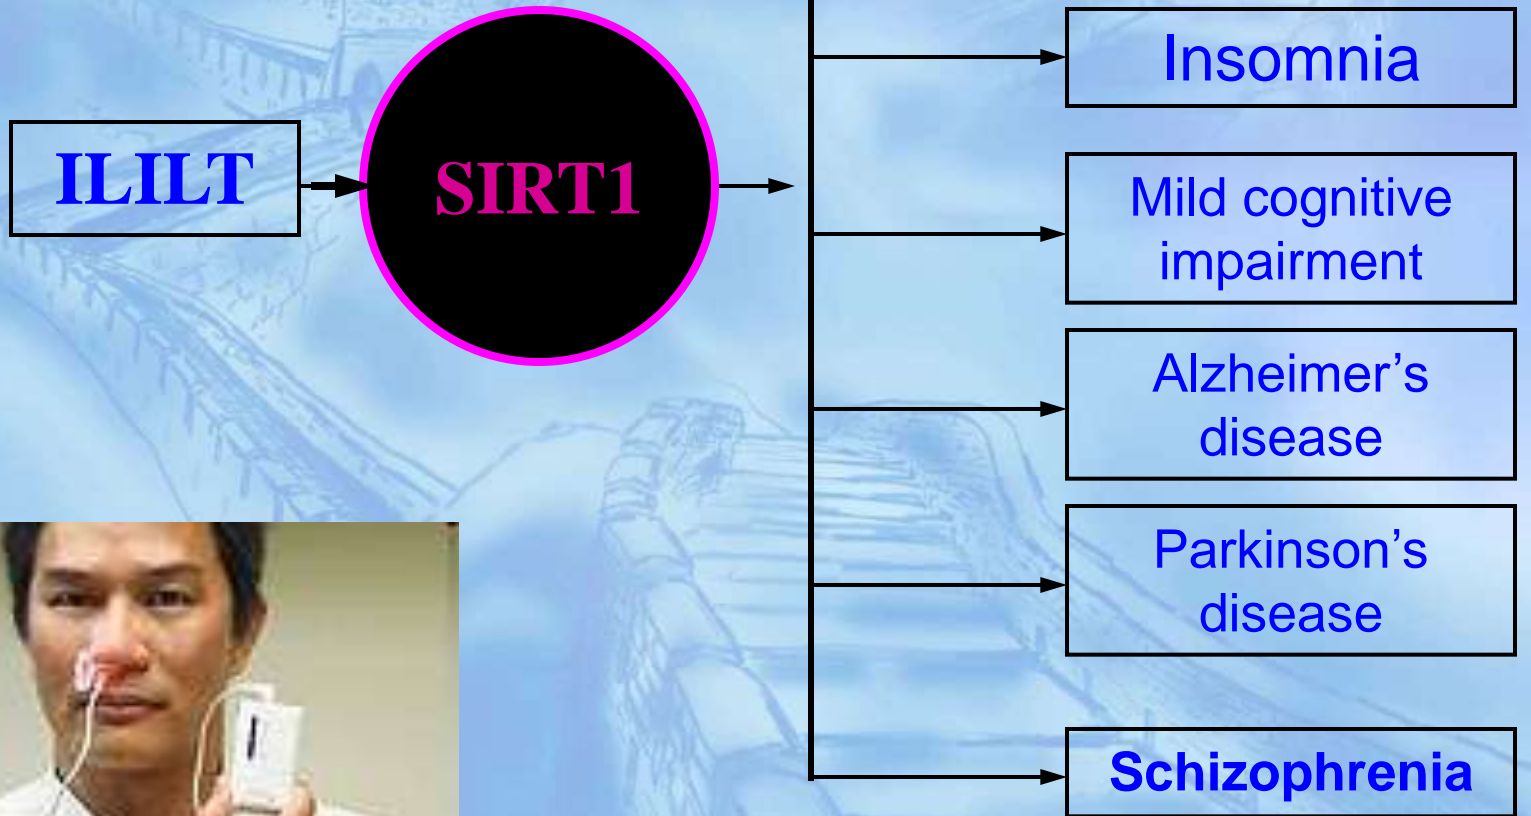 ILILT
SIRT1
Insomnia
Mild cognitive
impairment
Alzheimer’s
disease
Parkinson’s
disease
Schizophrenia